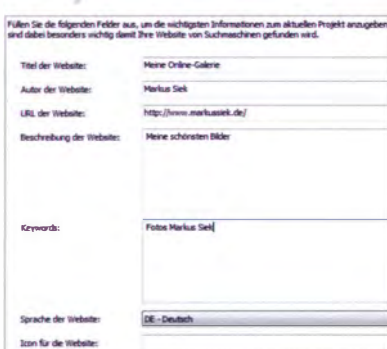 Füllen Sie die folgenden Felder aus, um die wichtigsten Informationen zum aktuellen Projekt anzugeben
sind dabei besonders wichtig damit Ihre Website von Suchmaschinen gefunden wird.
Titel der Website: Meine Online-Galerie
Autor der Website: Markus Siek
URL der Website: http://www.markussiek.de/
Beschreibung der Website: Meine schönsten Bilder
Keywords: Fotos Markus Siek
Sprache der Website: DE - Deutsch
Icon für die Website: